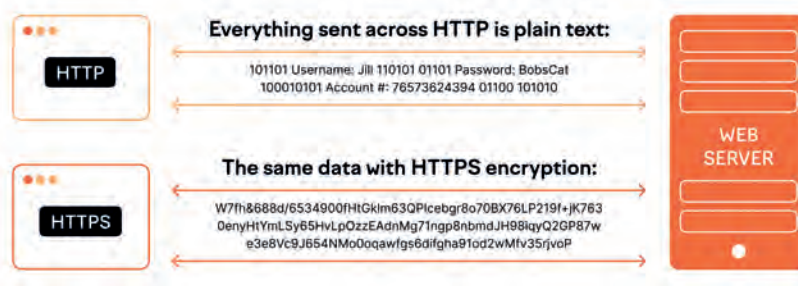 Everything sent across HTTP is plain text:
HTTP
101101 Username: Jill 110101 01101 Password: BobsCat
100010101 Account #: 76573624394 01100 101010
WEB
SERVER
The same data with HTTPS encryption:
HTTPS
W7fh&688d/6534900fHtGklm63QPlcebgr8o70BX76LP219f+jK763
0enyHtYmLSy65HvLpOzzEAdnMg71ngp8nbmdJH98iqyQ2GP87w
e3e8Vc9J654NMo0oqawfgs6difgha91od2wMfv35rjvoP